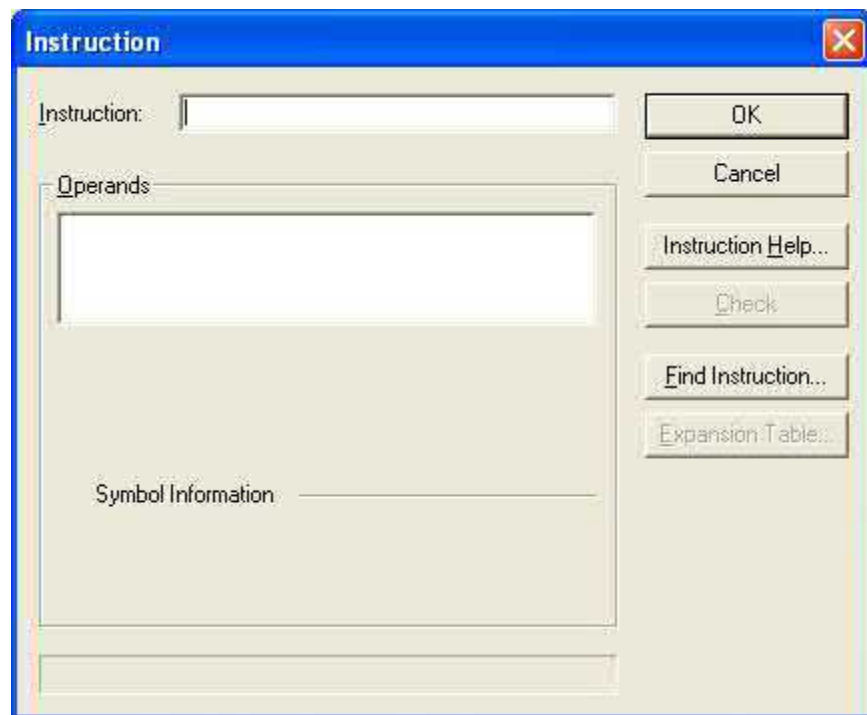 Instruction
Instruction:
OK
Cancel
Operands
Instruction Help...
Check
Find Instruction...
Expansion Table...
Symbol Information